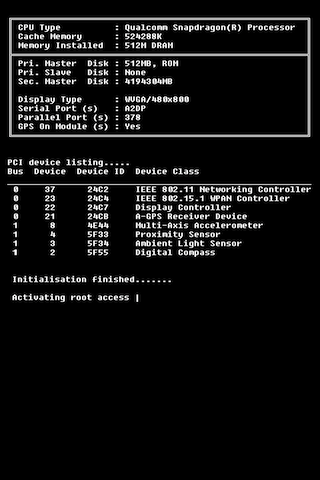 CPU Type : Qualcomm Snapdragon(R) Processor
Cache Memory : 524288K
Memory Installed : 512M DRAM
Pri. Master Disk : 512MB, ROM
Pri. Slave Disk : None
Sec. Master Disk : 4194304MB
Display Type : WVGA/480x800
Serial Port (s) : A2DP
Parallel Port (s) : 378
GPS On Module (s) : Yes
PCI device listing.....
Bus Device Device ID Device Class
0 37 24C2 IEEE 802.11 Networking Controller
0 23 24C4 IEEE 802.15.1 WPAN Controller
0 22 24C7 Display Controller
0 21 24CB A-GPS Receiver Device
1 8 4E44 Multi-Axis Accelerometer
1 4 5F33 Proximity Sensor
1 3 5F34 Ambient Light Sensor
1 2 5F55 Digital Compass
Initialisation finished.......
Activating root access |